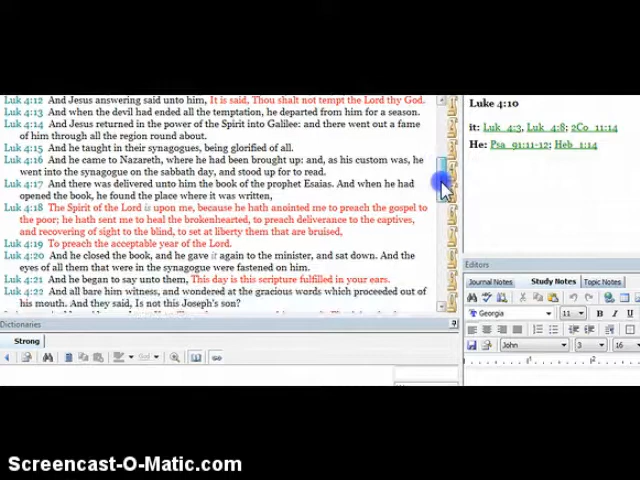 Luk 4:12 And Jesus answering said unto him, It is said, Thou shalt not tempt the Lord thy God.
Luk 4:13 And when the devil had ended all the temptation, he departed from him for a season.
Luk 4:14 And Jesus returned in the power of the Spirit into Galilee: and there went out a fame
of him through all the region round about.
Luk 4:15 And he taught in their synagogues, being glorified of all.
Luk 4:16 And he came to Nazareth, where he had been brought up: and, as his custom was, he
went into the synagogue on the sabbath day, and stood up for to read.
Luk 4:17 And there was delivered unto him the book of the prophet Esaias. And when he had
opened the book, he found the place where it was written,
Luk 4:18 The Spirit of the Lord is upon me, because he hath anointed me to preach the gospel to
the poor; he hath sent me to heal the brokenhearted, to preach deliverance to the captives,
and recovering of sight to the blind, to set at liberty them that are bruised,
Luk 4:19 To preach the acceptable year of the Lord.
Luk 4:20 And he closed the book, and he gave it again to the minister, and sat down. And the
eyes of all them that were in the synagogue were fastened on him.
Luk 4:21 And he began to say unto them, This day is this scripture fulfilled in your ears.
Luk 4:22 And all bare him witness, and wondered at the gracious words which proceeded out of
his mouth. And they said, Is not this Joseph's son?
Dictionaries
Strong
Luke 4:10
it: Luk_4:3, Luk_4:8; 2Co_11:14
He: Psa_91:11-12; Heb_1:14
Editors
Journal Notes Study Notes Topic Notes
Georgia 11 B I U
John 3 16
1 2
Screencast-O-Matic.com